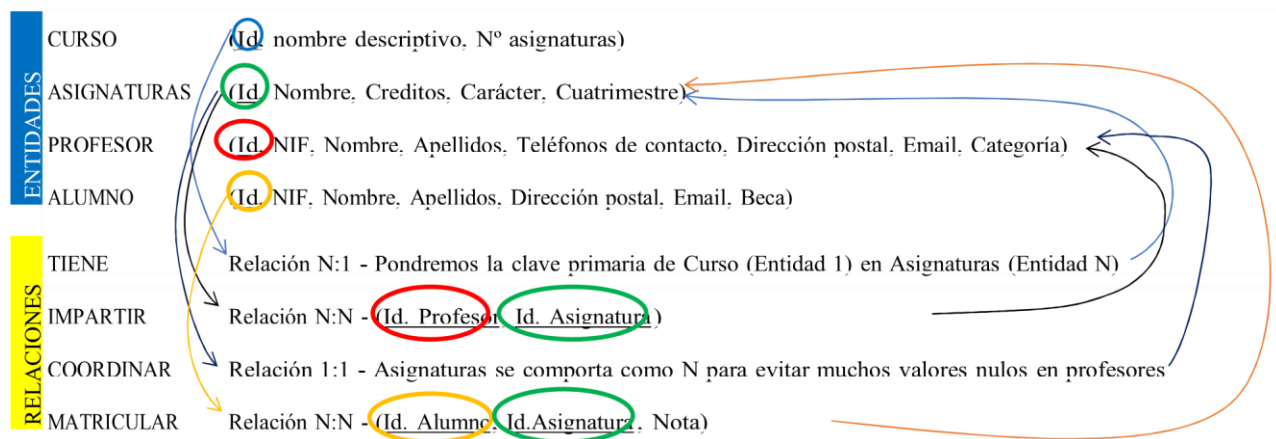 ENTIDADES
CURSO (Id. nombre descriptivo, Nº asignaturas)
ASIGNATURAS (Id. Nombre, Creditos, Carácter, Cuatrimestre)
PROFESOR (Id. NIF, Nombre, Apellidos, Teléfonos de contacto, Dirección postal, Email, Categoría)
ALUMNO (Id. NIF, Nombre, Apellidos, Dirección postal, Email, Beca)
RELACIONES
TIENE Relación N:1 - Pondremos la clave primaria de Curso (Entidad 1) en Asignaturas (Entidad N)
IMPARTIR Relación N:N - (Id. Profesor, Id. Asignatura)
COORDINAR Relación 1:1 - Asignaturas se comporta como N para evitar muchos valores nulos en profesores
MATRICULAR Relación N:N - (Id. Alumno, Id.Asignatura, Nota)